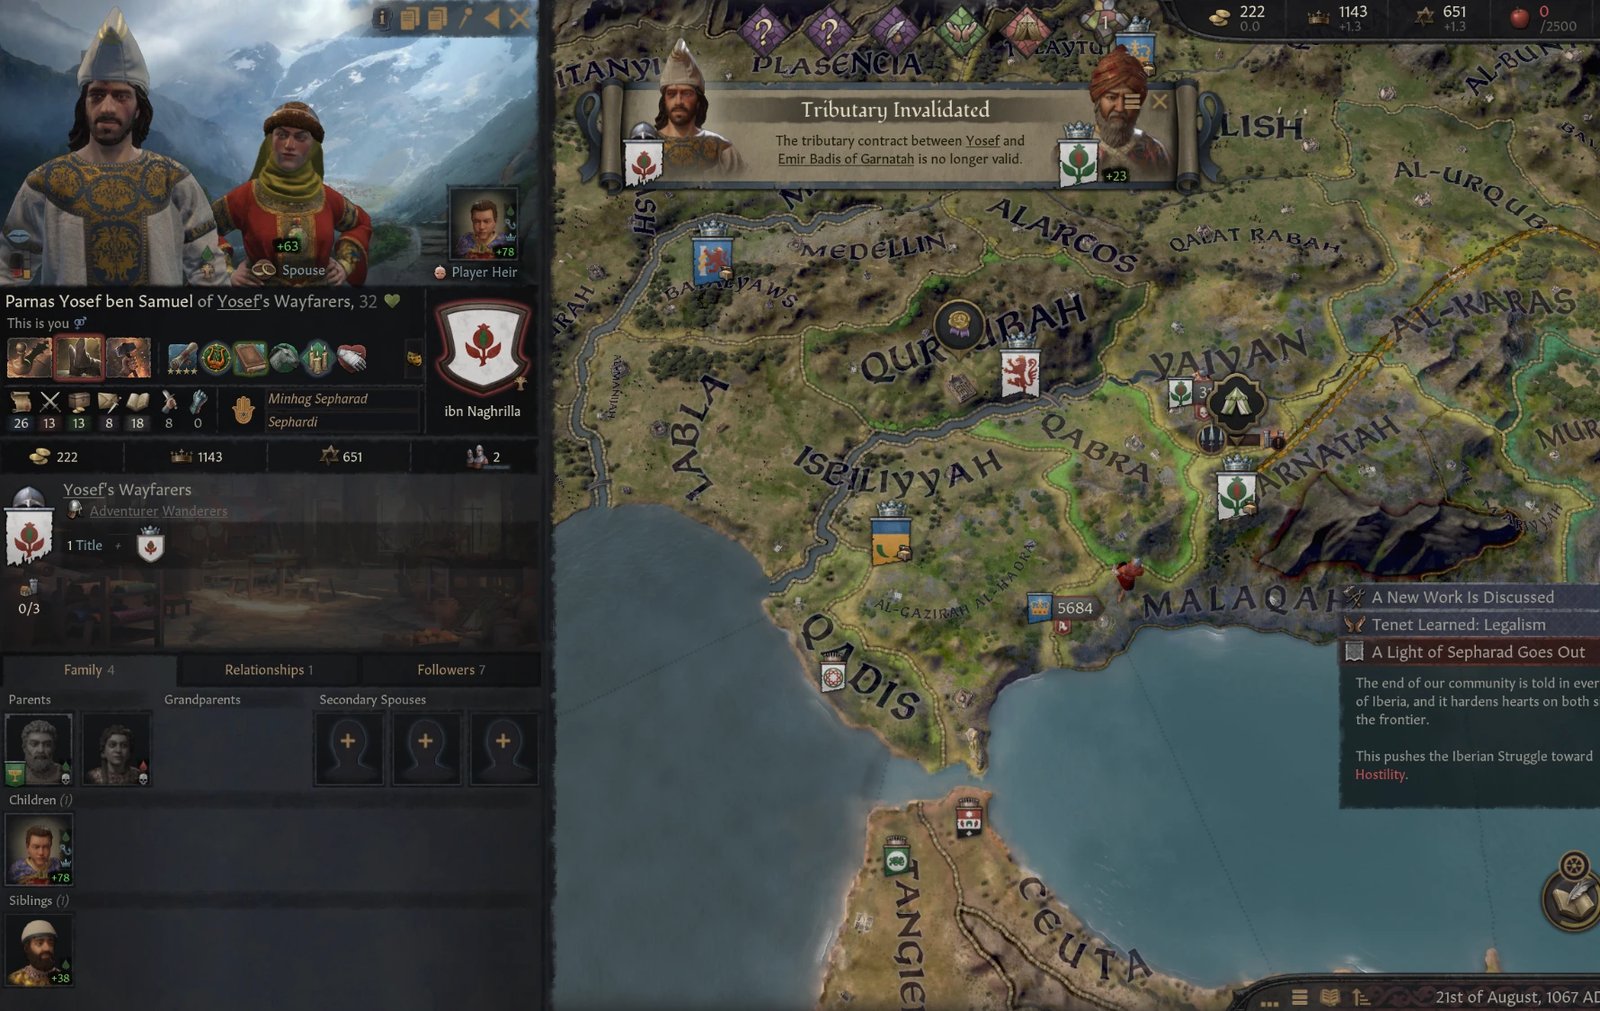 222
0.0
1143
+1.3
651
+1.3
0
/2500
PLASENCIA
Tributary Invalidated
The tributary contract between Yosef and
Emir Badis of Garnatah is no longer valid.
+23
+63
Spouse
+78
Player Heir
Parnas Yosef ben Samuel of Yosef's Wayfarers, 32
This is you
26
13
13
8
18
8
0
Minhag Sepharad
Sephardi
ibn Naghrilla
222
1143
651
2
Yosef's Wayfarers
Adventurer Wanderers
1 Title +
0/3
Family 4
Relationships 1
Followers 7
Parents
Grandparents
Secondary Spouses
Children (1)
+78
Siblings (1)
+38
ALARCOS
MEDELLIN
QALAT RABAH
AL-URQUB
BATALYAWS
AL-KARAS
QURTUBAH
YAIYAN
LABLA
QABRA
ISBILIYYAH
AL-GAZIRAH AL-HADRA
QADIS
5684
MALAQAH
TANGIE
CEUTA
A New Work Is Discussed
Tenet Learned: Legalism
A Light of Sepharad Goes Out
The end of our community is told in ever
of Iberia, and it hardens hearts on both s
the frontier.
This pushes the Iberian Struggle toward
Hostility.
21st of August, 1067 AD